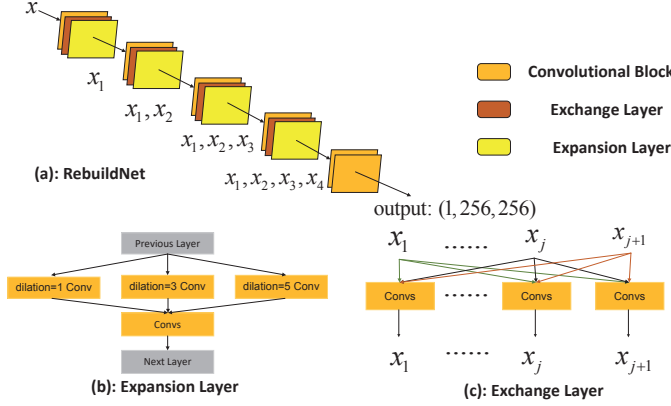 x
x₁
x₁, x₂
x₁, x₂, x₃
x₁, x₂, x₃, x₄
(a): RebuildNet
Convolutional Block
Exchange Layer
Expansion Layer
output: (1, 256, 256)
Previous Layer
dilation=1 Conv
dilation=3 Conv
dilation=5 Conv
Convs
Next Layer
(b): Expansion Layer
x₁ ...... xⱼ xⱼ₊₁
Convs ...... Convs Convs
x₁ ...... xⱼ xⱼ₊₁
(c): Exchange Layer